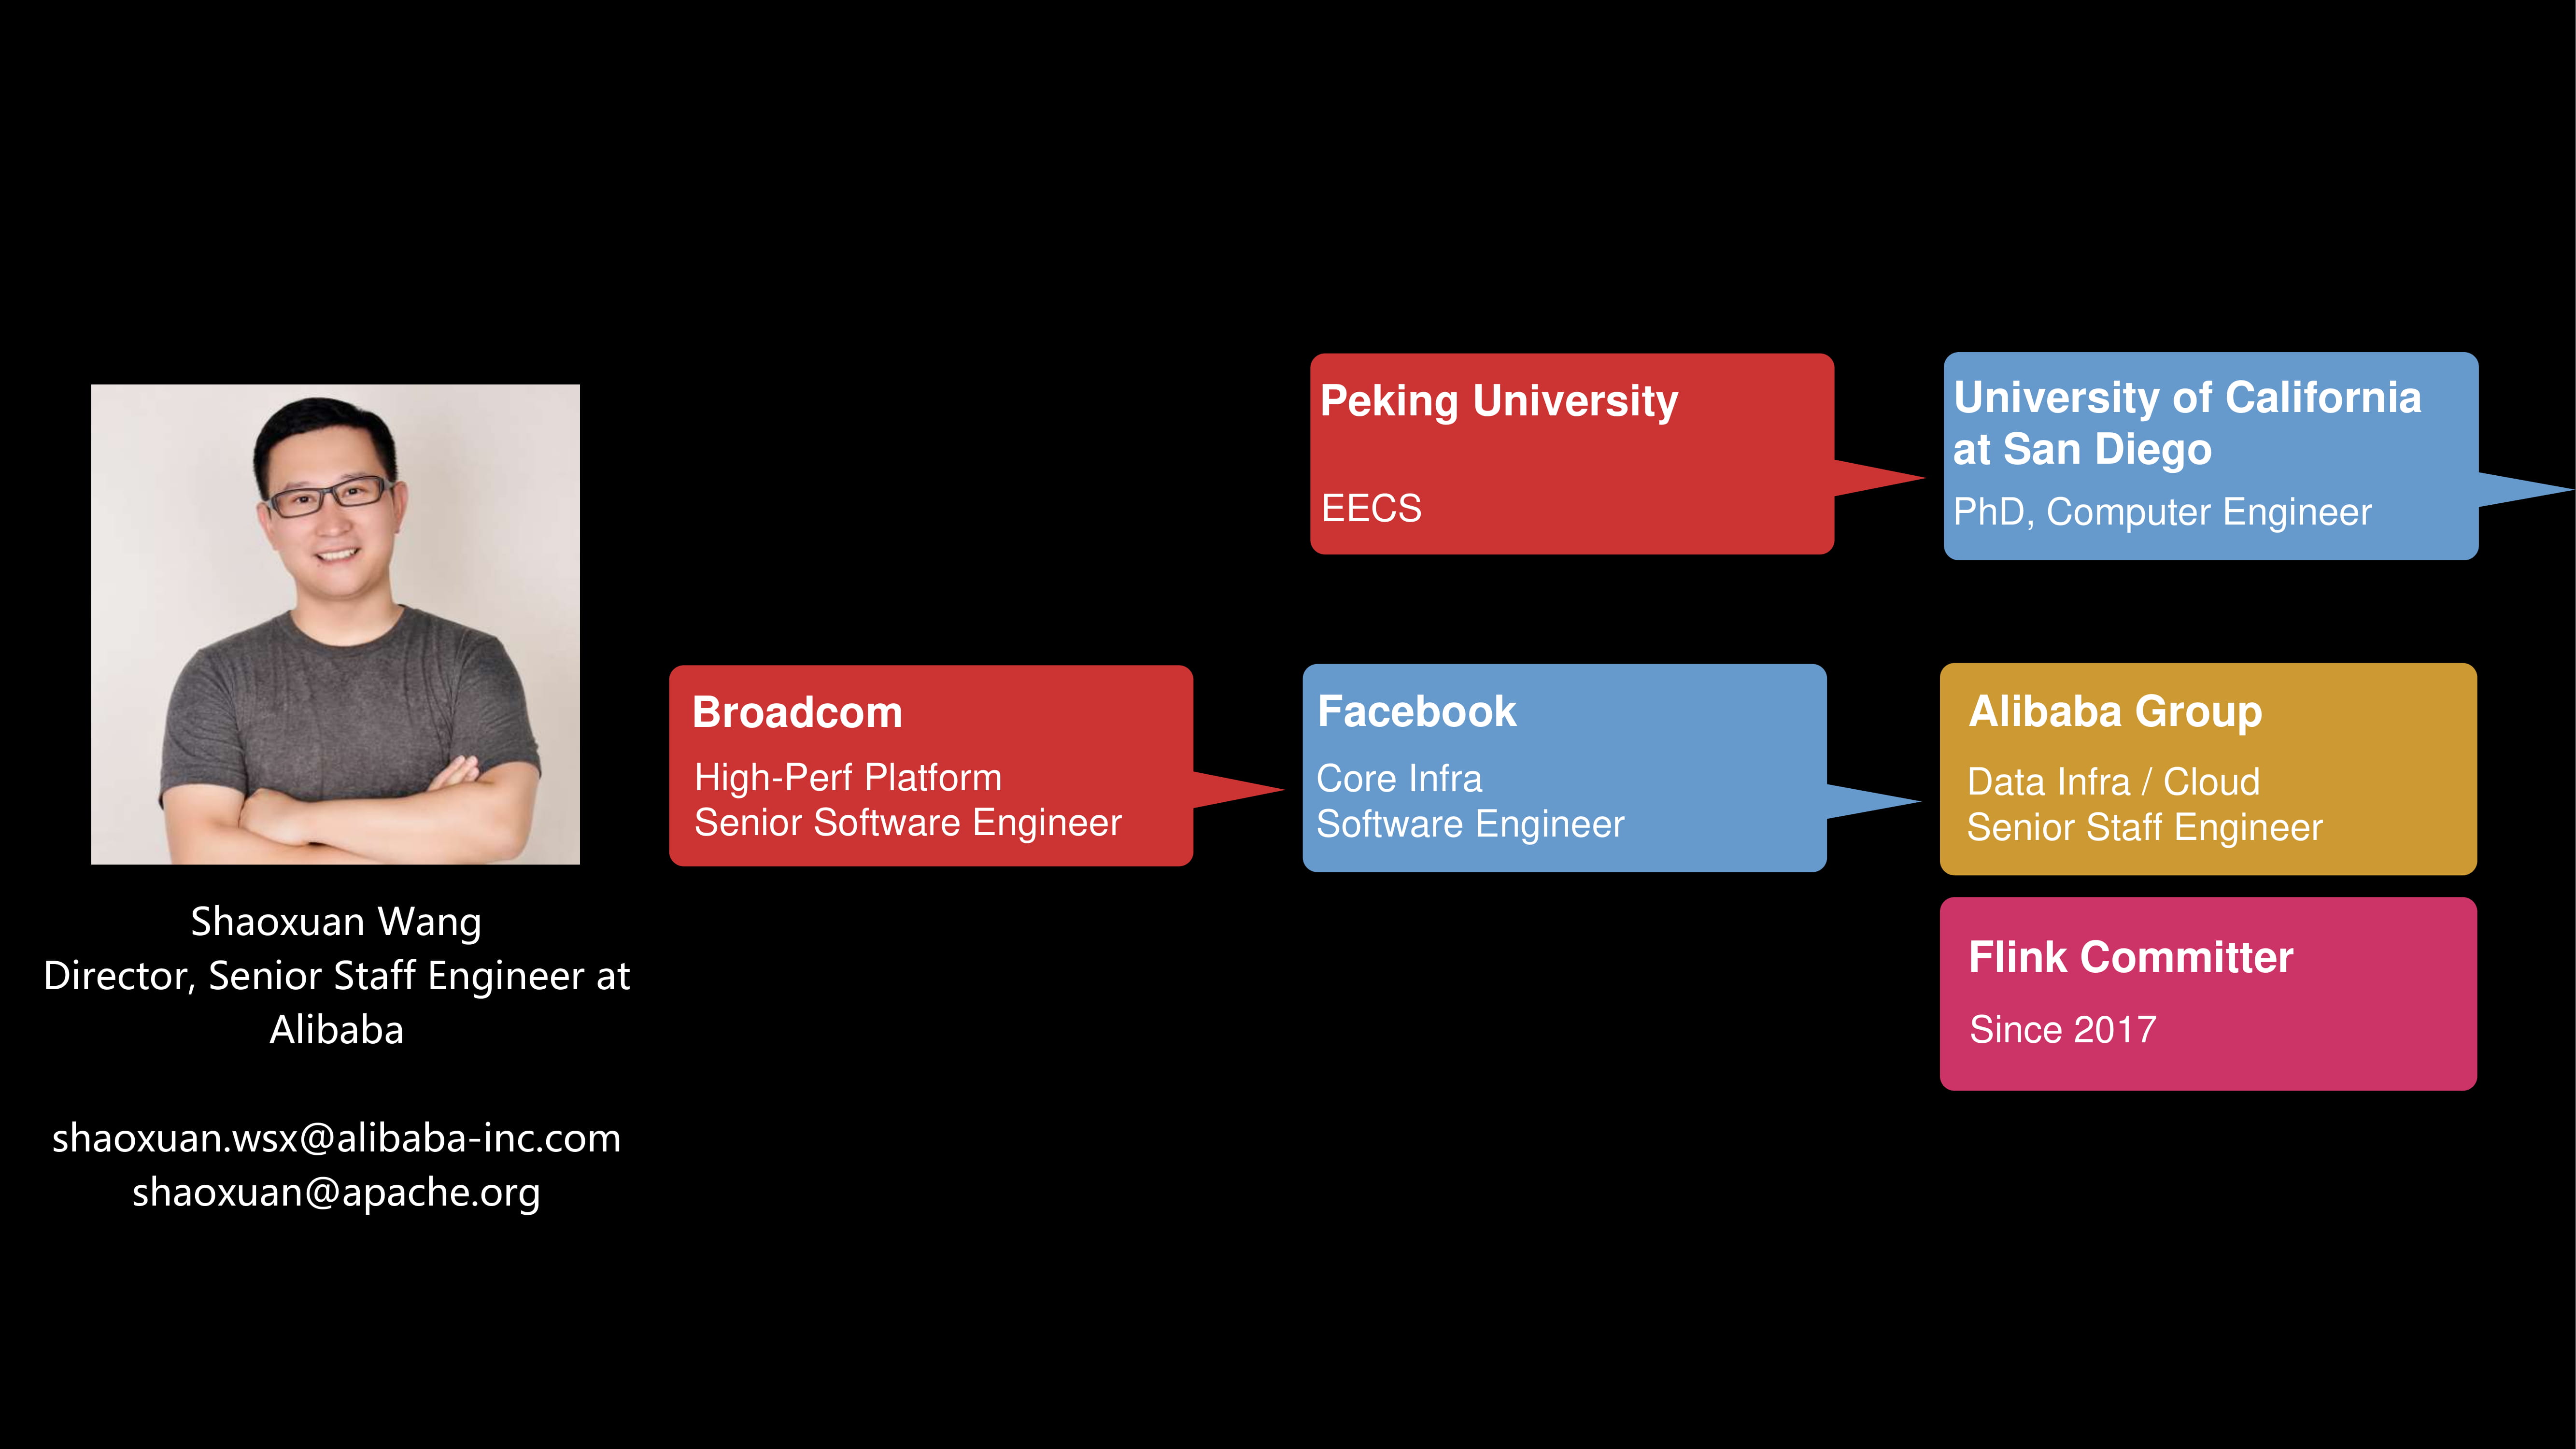 Peking University
EECS
University of California
at San Diego
PhD, Computer Engineer
Broadcom
High-Perf Platform
Senior Software Engineer
Facebook
Core Infra
Software Engineer
Alibaba Group
Data Infra / Cloud
Senior Staff Engineer
Flink Committer
Since 2017
Shaoxuan Wang
Director, Senior Staff Engineer at
Alibaba
shaoxuan.wsx@alibaba-inc.com
shaoxuan@apache.org